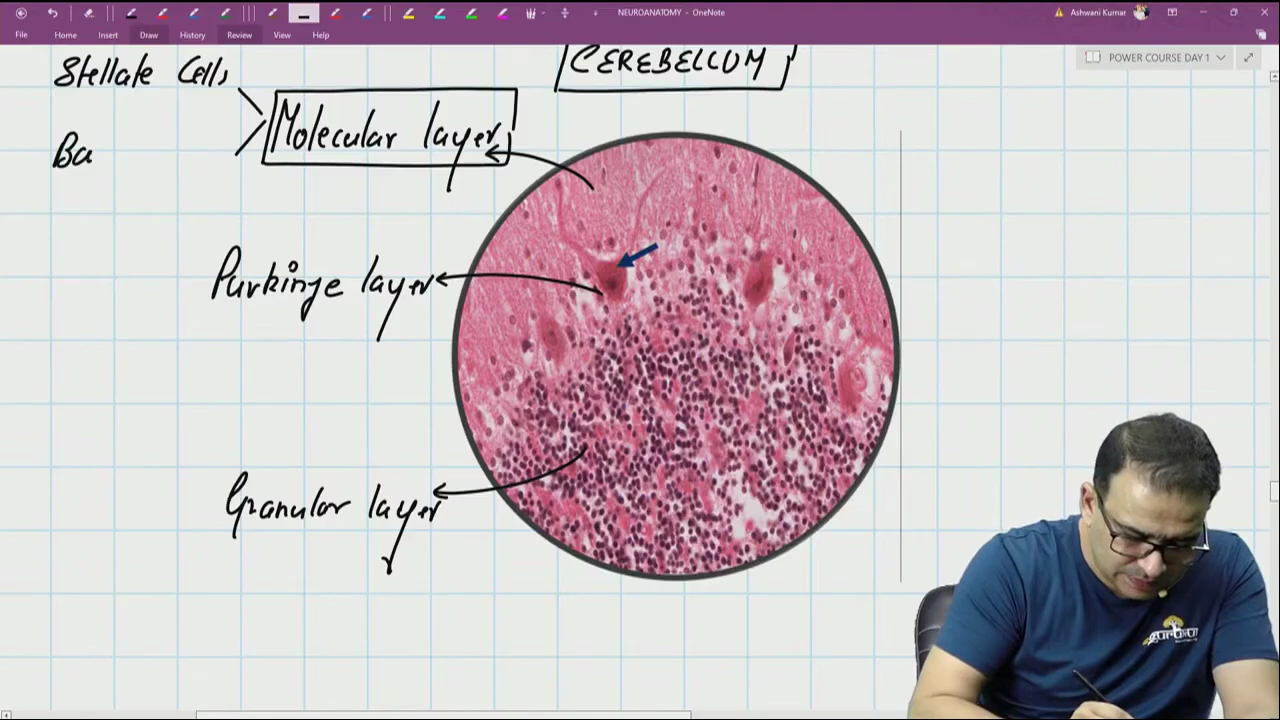 NEUROANATOMY - OneNote
Ashwani Kumar
File Home Insert Draw History Review View Help
POWER COURSE DAY 1
CEREBELLUM
Stellate Cells
Molecular layer
Ba
Purkinje layer
Granular layer